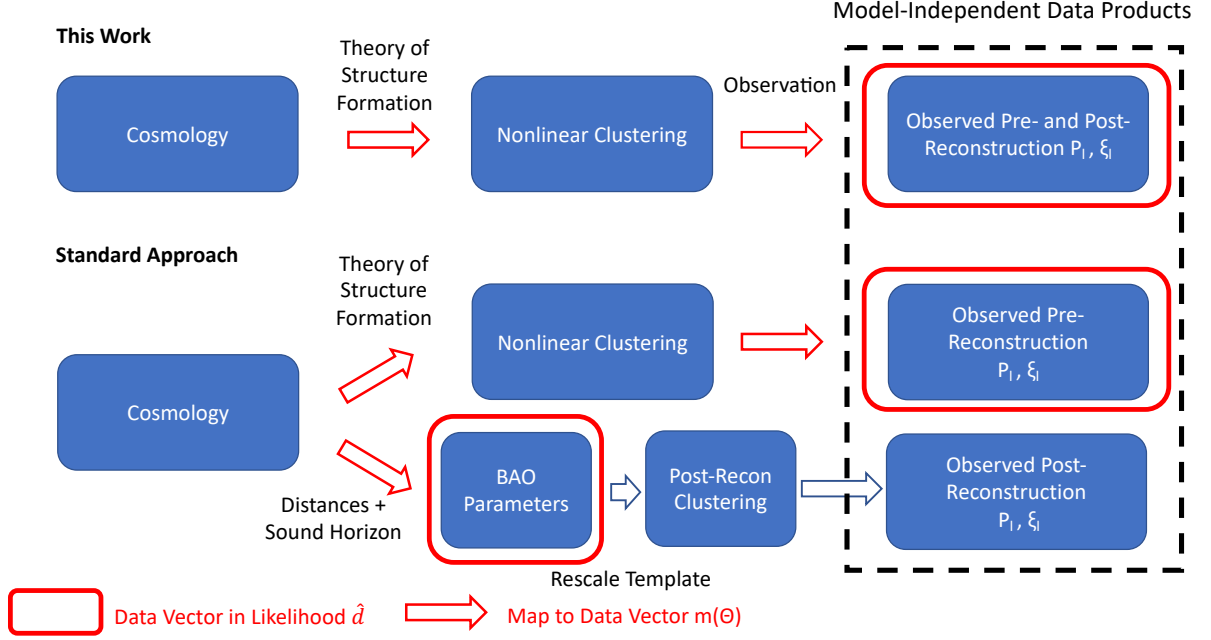 Model-Independent Data Products
This Work
Theory of
Structure
Formation
Observation
Cosmology
Nonlinear Clustering
Observed Pre- and Post-
Reconstruction Pₗ , ξₗ
Standard Approach
Theory of
Structure
Formation
Nonlinear Clustering
Observed Pre-
Reconstruction
Pₗ , ξₗ
Cosmology
BAO
Parameters
Post-Recon
Clustering
Observed Post-
Reconstruction
Pₗ , ξₗ
Distances +
Sound Horizon
Rescale Template
Data Vector in Likelihood d̂
Map to Data Vector m(Θ)